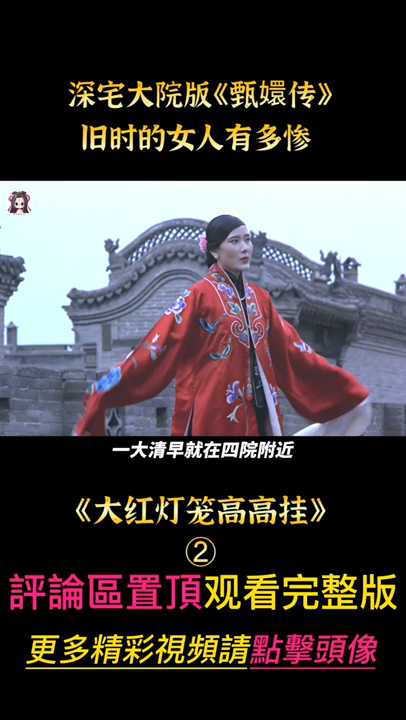 深宅大院版《甄嬛传》
旧时的女人有多惨
一大清早就在四院附近
《大红灯笼高高挂》
②
評論區置頂观看完整版
更多精彩視頻請點擊頭像